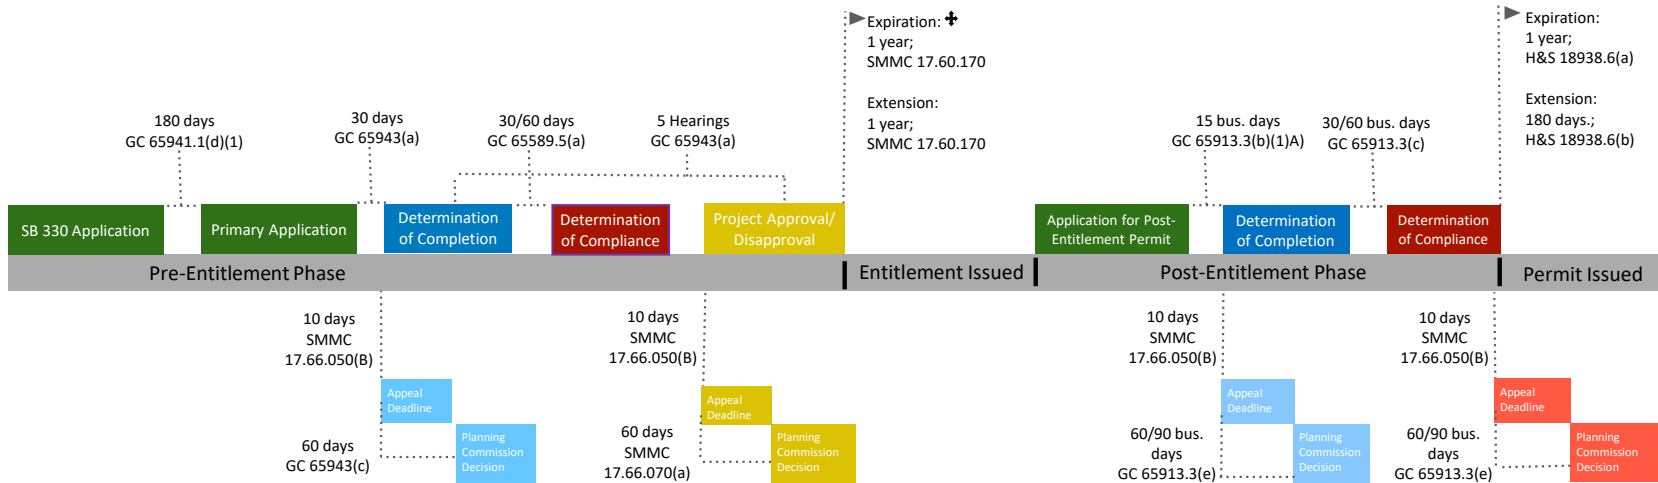 Expiration:
1 year;
SMMC 17.60.170
Extension:
1 year;
SMMC 17.60.170
Expiration:
1 year;
H&S 18938.6(a)
Extension:
180 days.;
H&S 18938.6(b)
180 days
GC 65941.1(d)(1)
30 days
GC 65943(a)
30/60 days
GC 65589.5(a)
5 Hearings
GC 65943(a)
15 bus. days
GC 65913.3(b)(1)A)
30/60 bus. days
GC 65913.3(c)
SB 330 Application
Primary Application
Determination
of Completion
Determination
of Compliance
Project Approval/
Disapproval
Application for Post-
Entitlement Permit
Determination
of Completion
Determination
of Compliance
Pre-Entitlement Phase
Entitlement Issued
Post-Entitlement Phase
Permit Issued
10 days
SMMC
17.66.050(B)
Appeal
Deadline
60 days
GC 65943(c)
Planning
Commission
Decision
10 days
SMMC
17.66.050(B)
Appeal
Deadline
60 days
SMMC
17.66.070(a)
Planning
Commission
Decision
10 days
SMMC
17.66.050(B)
Appeal
Deadline
60/90 bus.
days
GC 65913.3(e)
Planning
Commission
Decision
10 days
SMMC
17.66.050(B)
Appeal
Deadline
60/90 bus.
days
GC 65913.3(e)
Planning
Commission
Decision